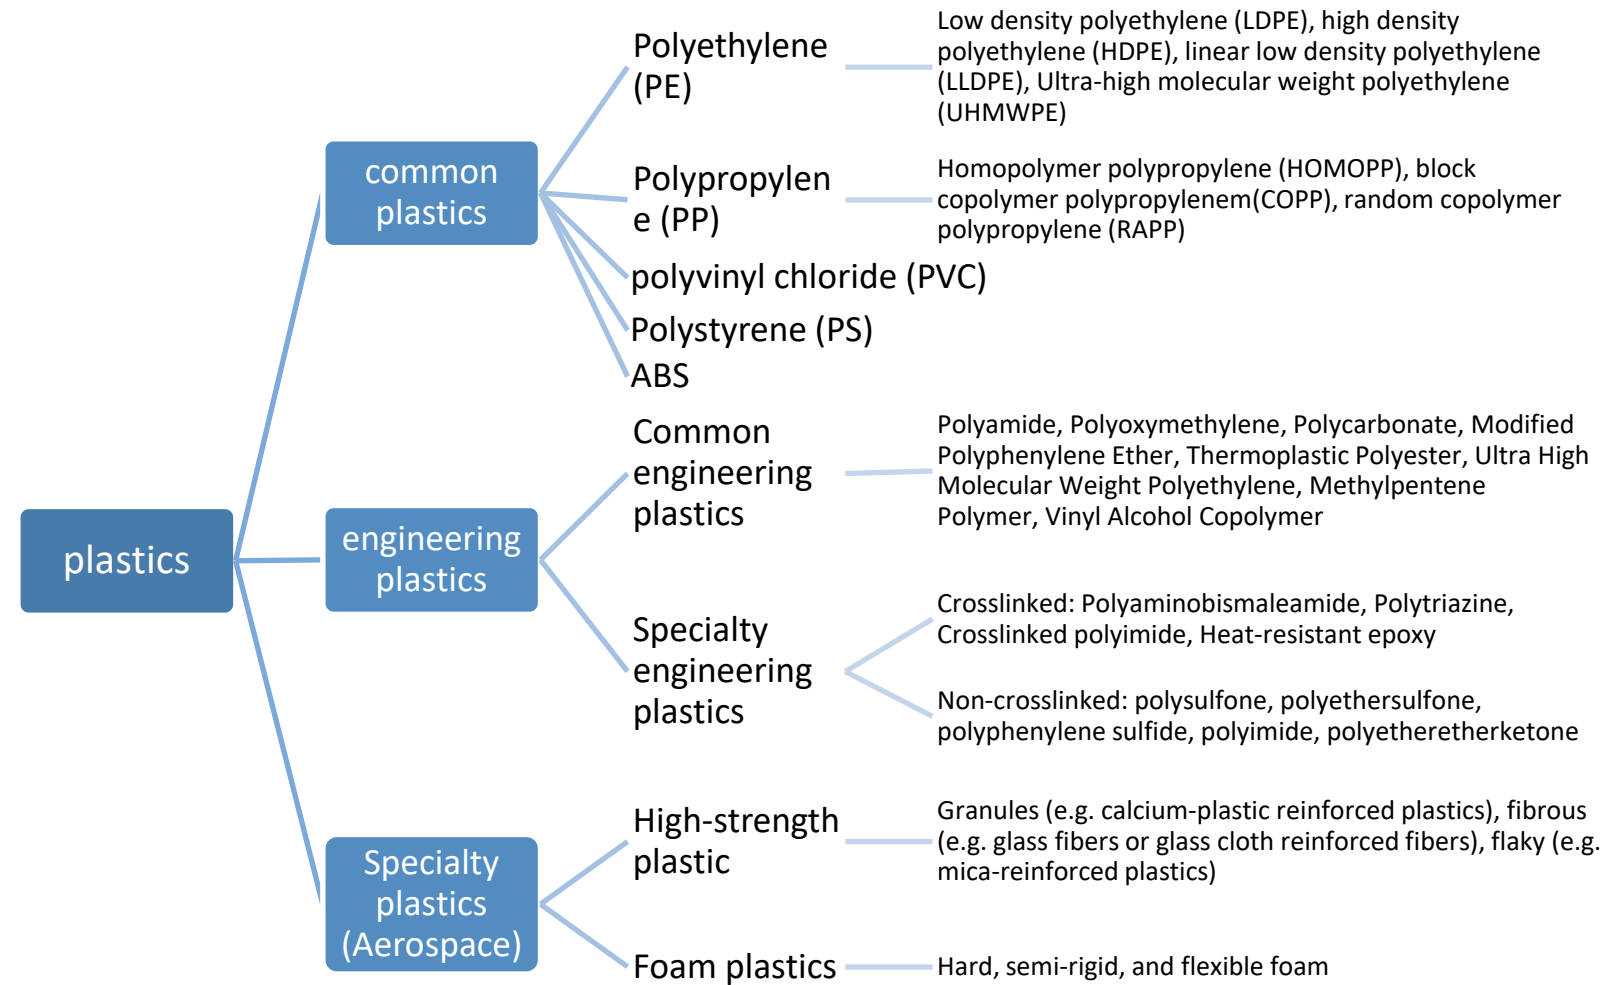 plastics
common
plastics
Polyethylene
(PE)
Low density polyethylene (LDPE), high density
polyethylene (HDPE), linear low density polyethylene
(LLDPE), Ultra-high molecular weight polyethylene
(UHMWPE)
Polypropylen
e (PP)
Homopolymer polypropylene (HOMOPP), block
copolymer polypropylenem(COPP), random copolymer
polypropylene (RAPP)
polyvinyl chloride (PVC)
Polystyrene (PS)
ABS
engineering
plastics
Common
engineering
plastics
Polyamide, Polyoxymethylene, Polycarbonate, Modified
Polyphenylene Ether, Thermoplastic Polyester, Ultra High
Molecular Weight Polyethylene, Methylpentene
Polymer, Vinyl Alcohol Copolymer
Specialty
engineering
plastics
Crosslinked: Polyaminobismaleamide, Polytriazine,
Crosslinked polyimide, Heat-resistant epoxy
Non-crosslinked: polysulfone, polyethersulfone,
polyphenylene sulfide, polyimide, polyetheretherketone
Specialty
plastics
(Aerospace)
High-strength
plastic
Granules (e.g. calcium-plastic reinforced plastics), fibrous
(e.g. glass fibers or glass cloth reinforced fibers), flaky (e.g.
mica-reinforced plastics)
Foam plastics
Hard, semi-rigid, and flexible foam